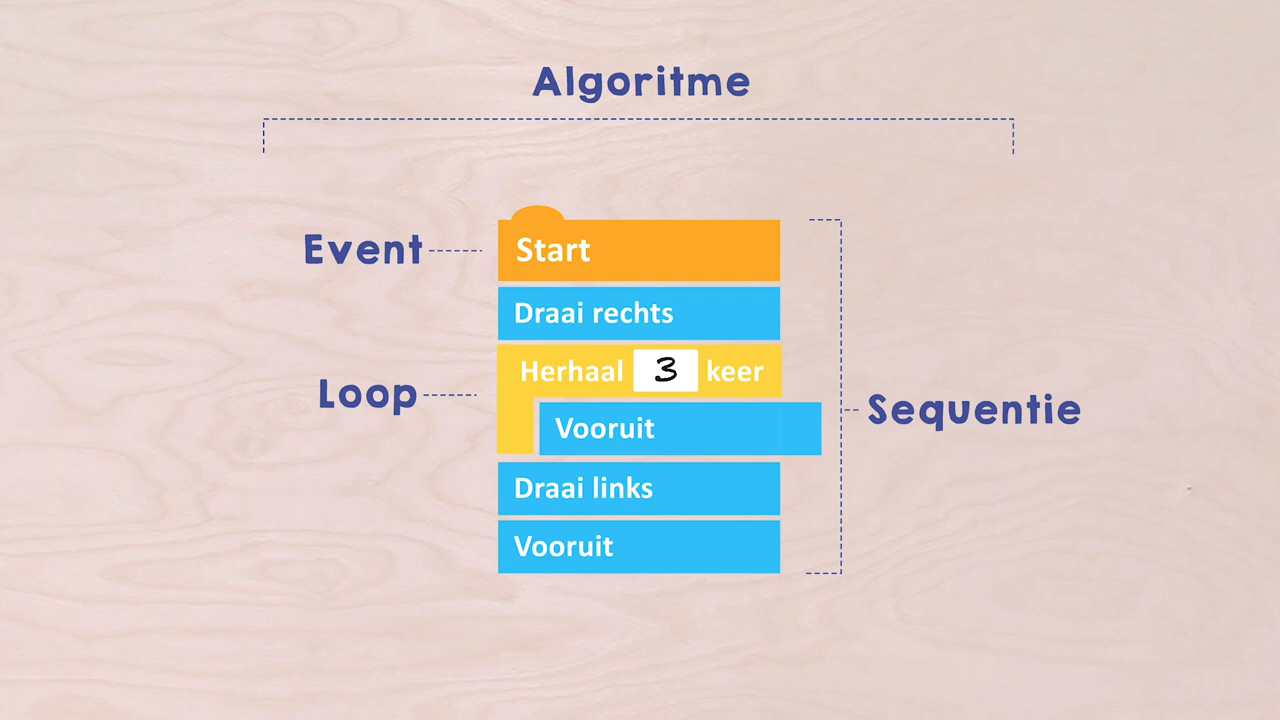 Algoritme
Event
Start
Draai rechts
Loop
Herhaal 3 keer
Vooruit
Sequentie
Draai links
Vooruit